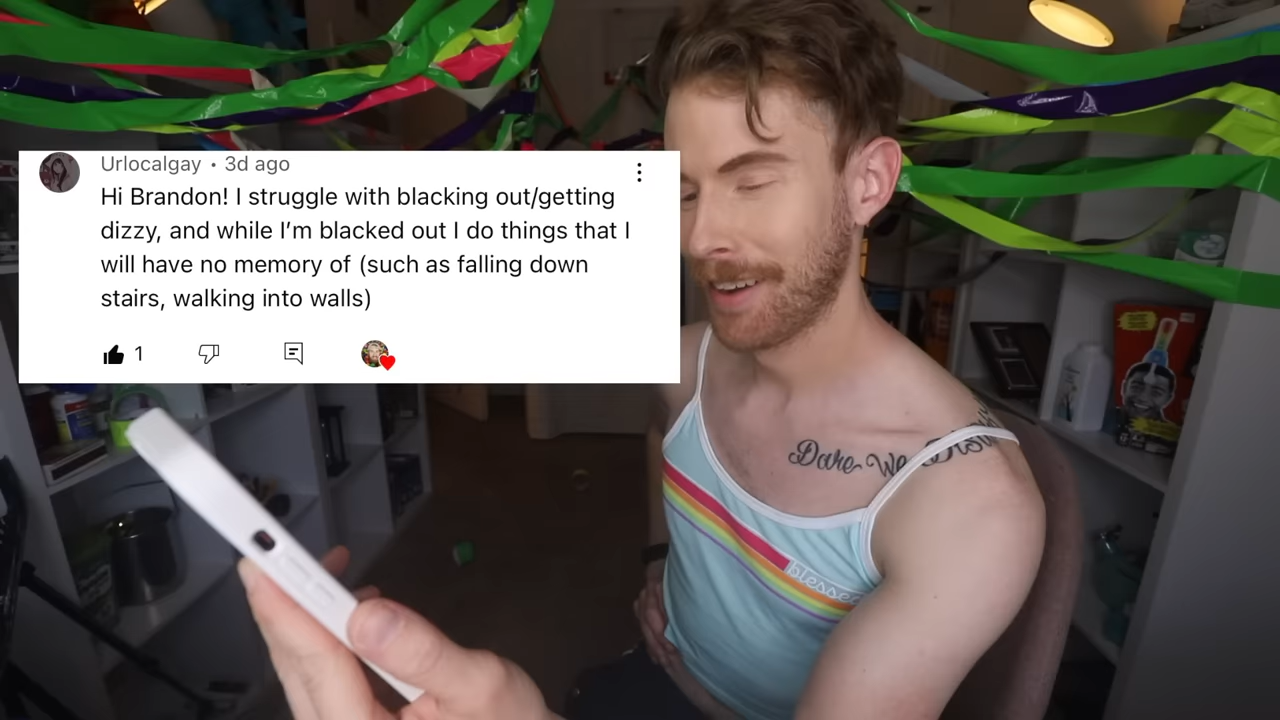 Urlocalgay • 3d ago
Hi Brandon! I struggle with blacking out/getting
dizzy, and while I’m blacked out I do things that I
will have no memory of (such as falling down
stairs, walking into walls)
1
Dare We
blessed